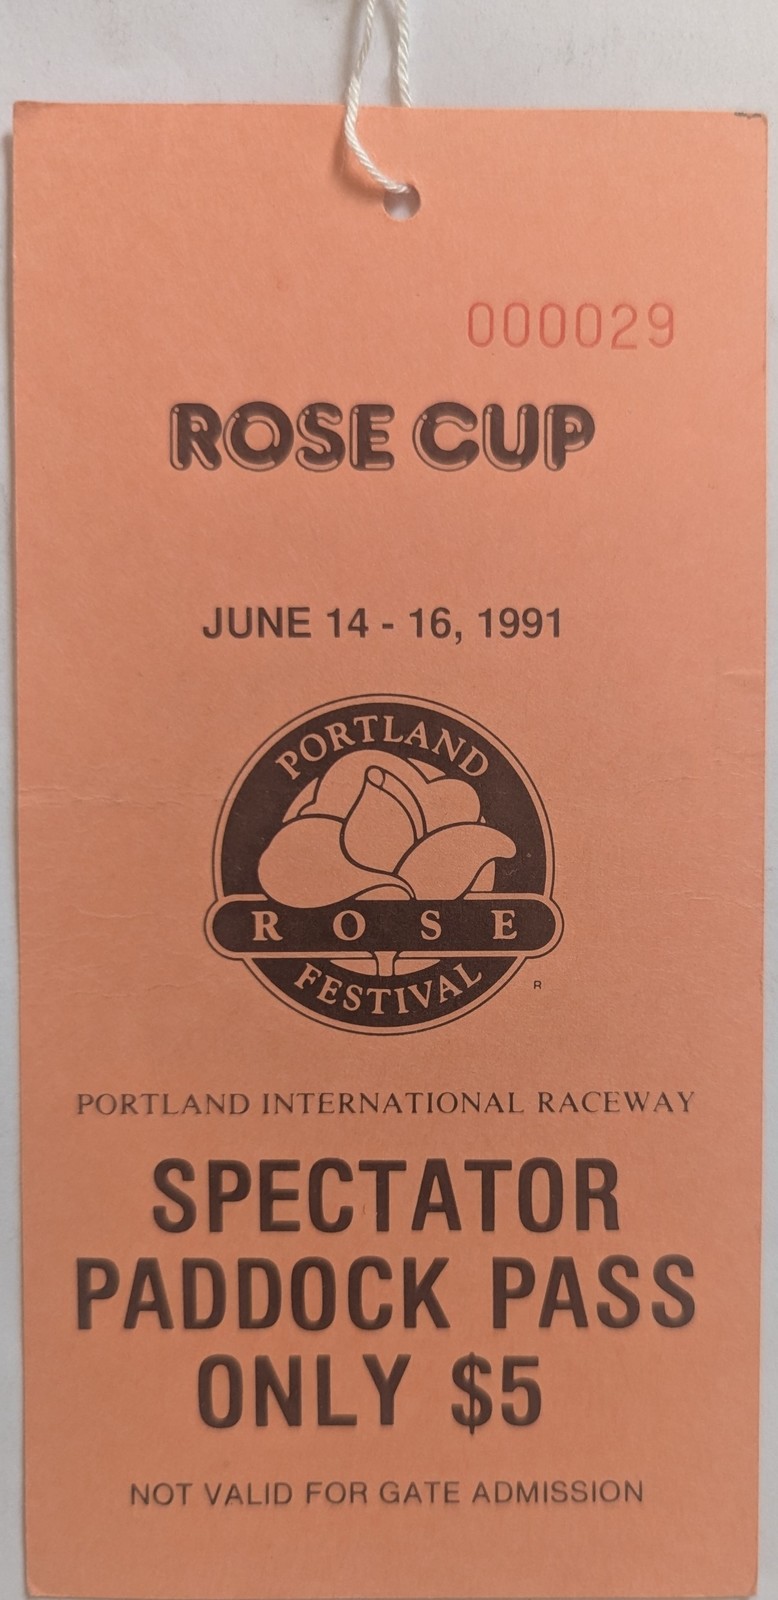 000029
ROSE CUP
JUNE 14 - 16, 1991
PORTLAND
ROSE
FESTIVAL
R
PORTLAND INTERNATIONAL RACEWAY
SPECTATOR
PADDOCK PASS
ONLY $5
NOT VALID FOR GATE ADMISSION